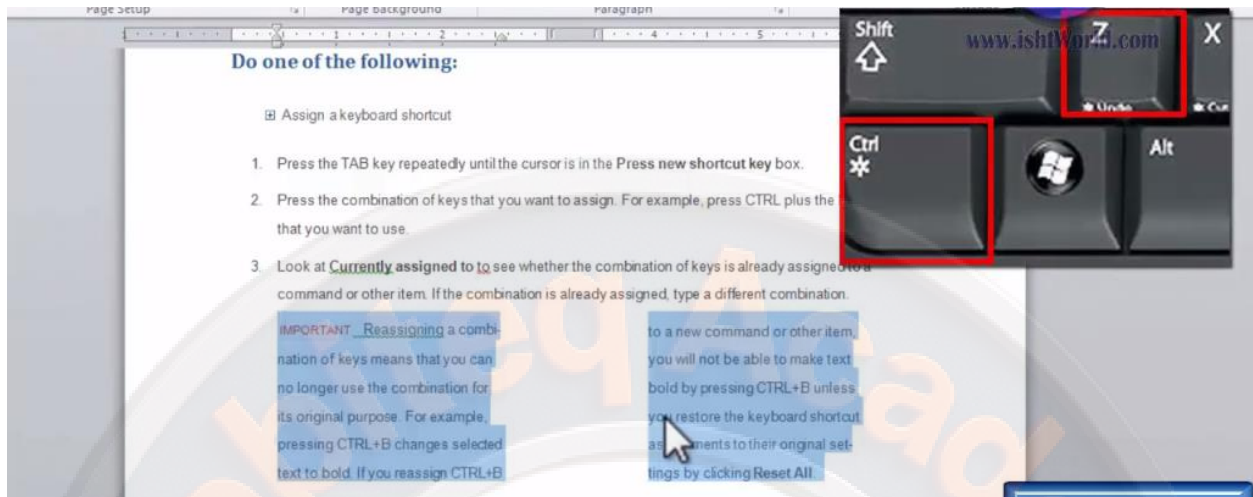 Page Setup
Page Background
Paragraph
1 2 4 5
Do one of the following:
Assign a keyboard shortcut
1. Press the TAB key repeatedly until the cursor is in the Press new shortcut key box.
2. Press the combination of keys that you want to assign. For example, press CTRL plus the
that you want to use.
3. Look at Currently assigned to to see whether the combination of keys is already assigned to a
command or other item. If the combination is already assigned, type a different combination.
IMPORTANT Reassigning a combi-
nation of keys means that you can
no longer use the combination for
its original purpose. For example,
pressing CTRL+B changes selected
text to bold. If you reassign CTRL+B
to a new command or other item,
you will not be able to make text
bold by pressing CTRL+B unless
you restore the keyboard shortcut
to their original set-
tings by clicking Reset All.
Shift
Z
X
www.ishtWorld.com
Undo
Cut
Ctrl
Alt